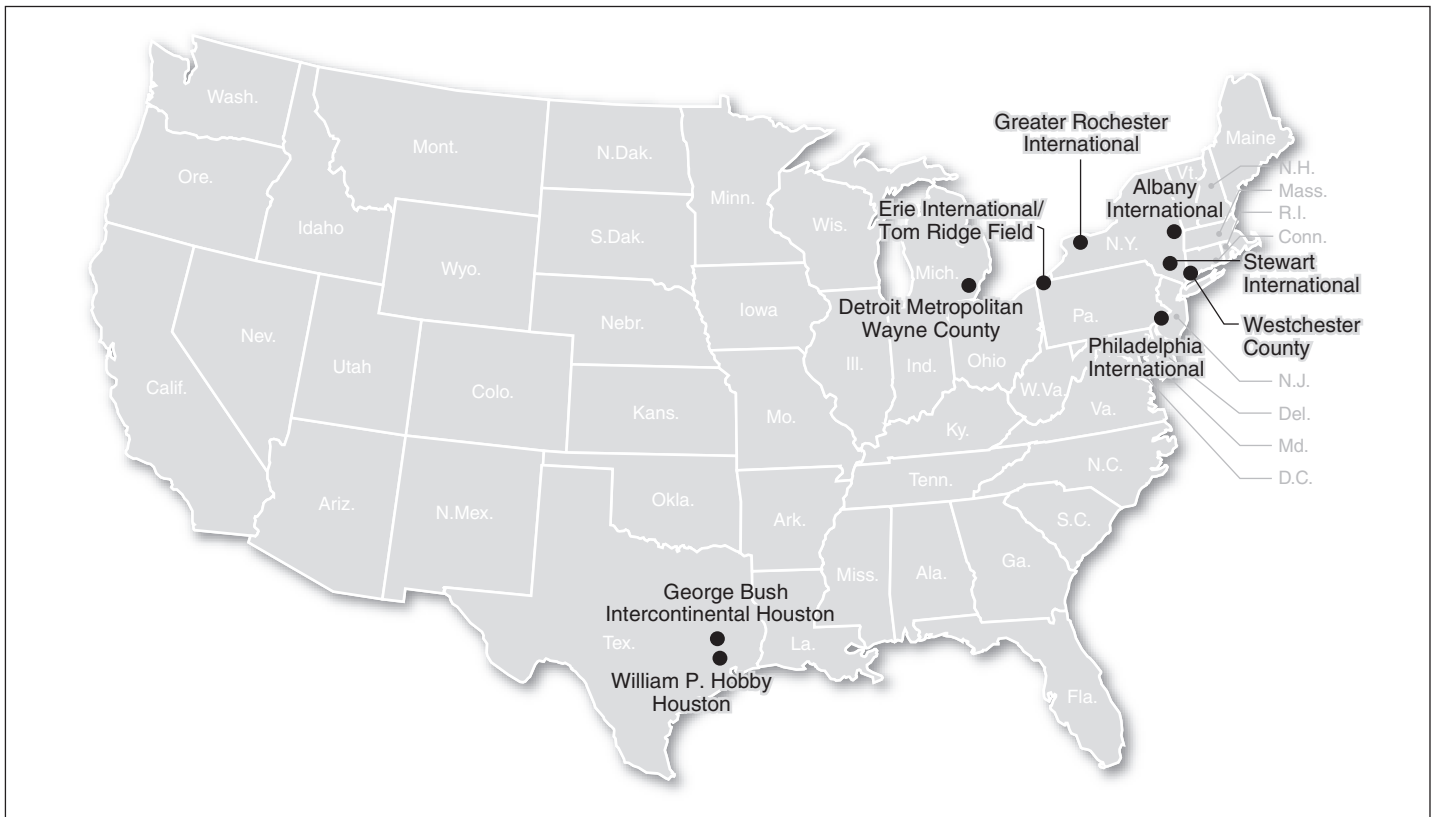 Wash.
Mont.
N.Dak.
Minn.
Greater Rochester
International
Maine
Vt.
N.H.
Mass.
R.I.
Conn.
Ore.
Idaho
S.Dak.
Wis.
Erie International/
Tom Ridge Field
Albany
International
N.Y.
Wyo.
Mich.
Stewart
International
Detroit Metropolitan
Wayne County
Westchester
County
Nev.
Nebr.
Iowa
Pa.
Philadelphia
International
Calif.
Utah
Colo.
Kans.
Mo.
Ill.
Ind.
Ohio
W.Va.
Va.
N.J.
Del.
Md.
D.C.
Ky.
Ariz.
N.Mex.
Okla.
Ark.
Tenn.
N.C.
S.C.
Miss.
Ala.
Ga.
George Bush
Intercontinental Houston
Tex.
La.
William P. Hobby
Houston
Fla.